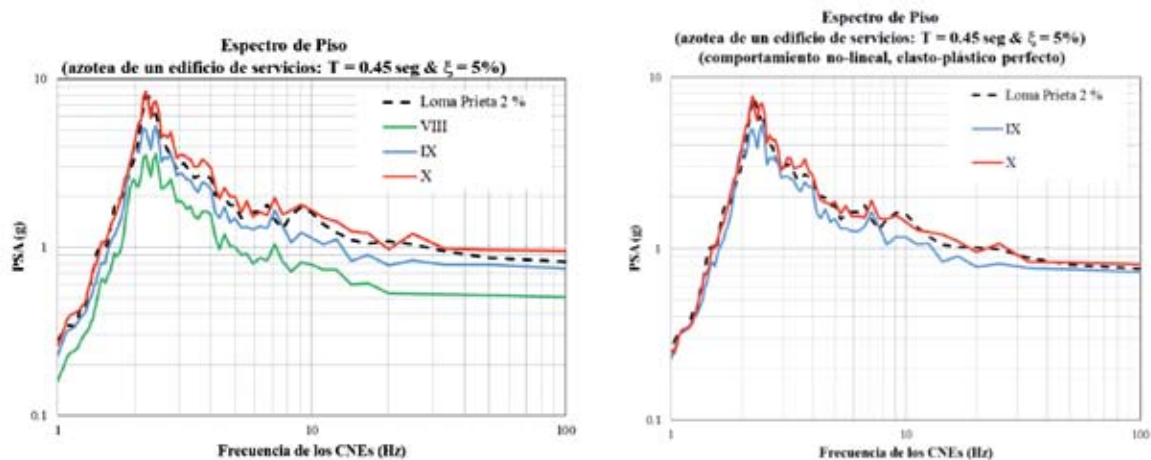 Espectro de Piso
(azotea de un edificio de servicios: T = 0.45 seg & ξ = 5%)
10
1
0.1
PSA (g)
Loma Prieta 2 %
VIII
IX
X
1
10
100
Frecuencia de los CNEs (Hz)
Espectro de Piso
(azotea de un edificio de servicios: T = 0.45 seg & ξ = 5%)
(comportamiento no-lineal, elasto-plástico perfecto)
10
1
0.1
PSA (g)
Loma Prieta 2 %
IX
X
1
10
100
Frecuencia de los CNEs (Hz)